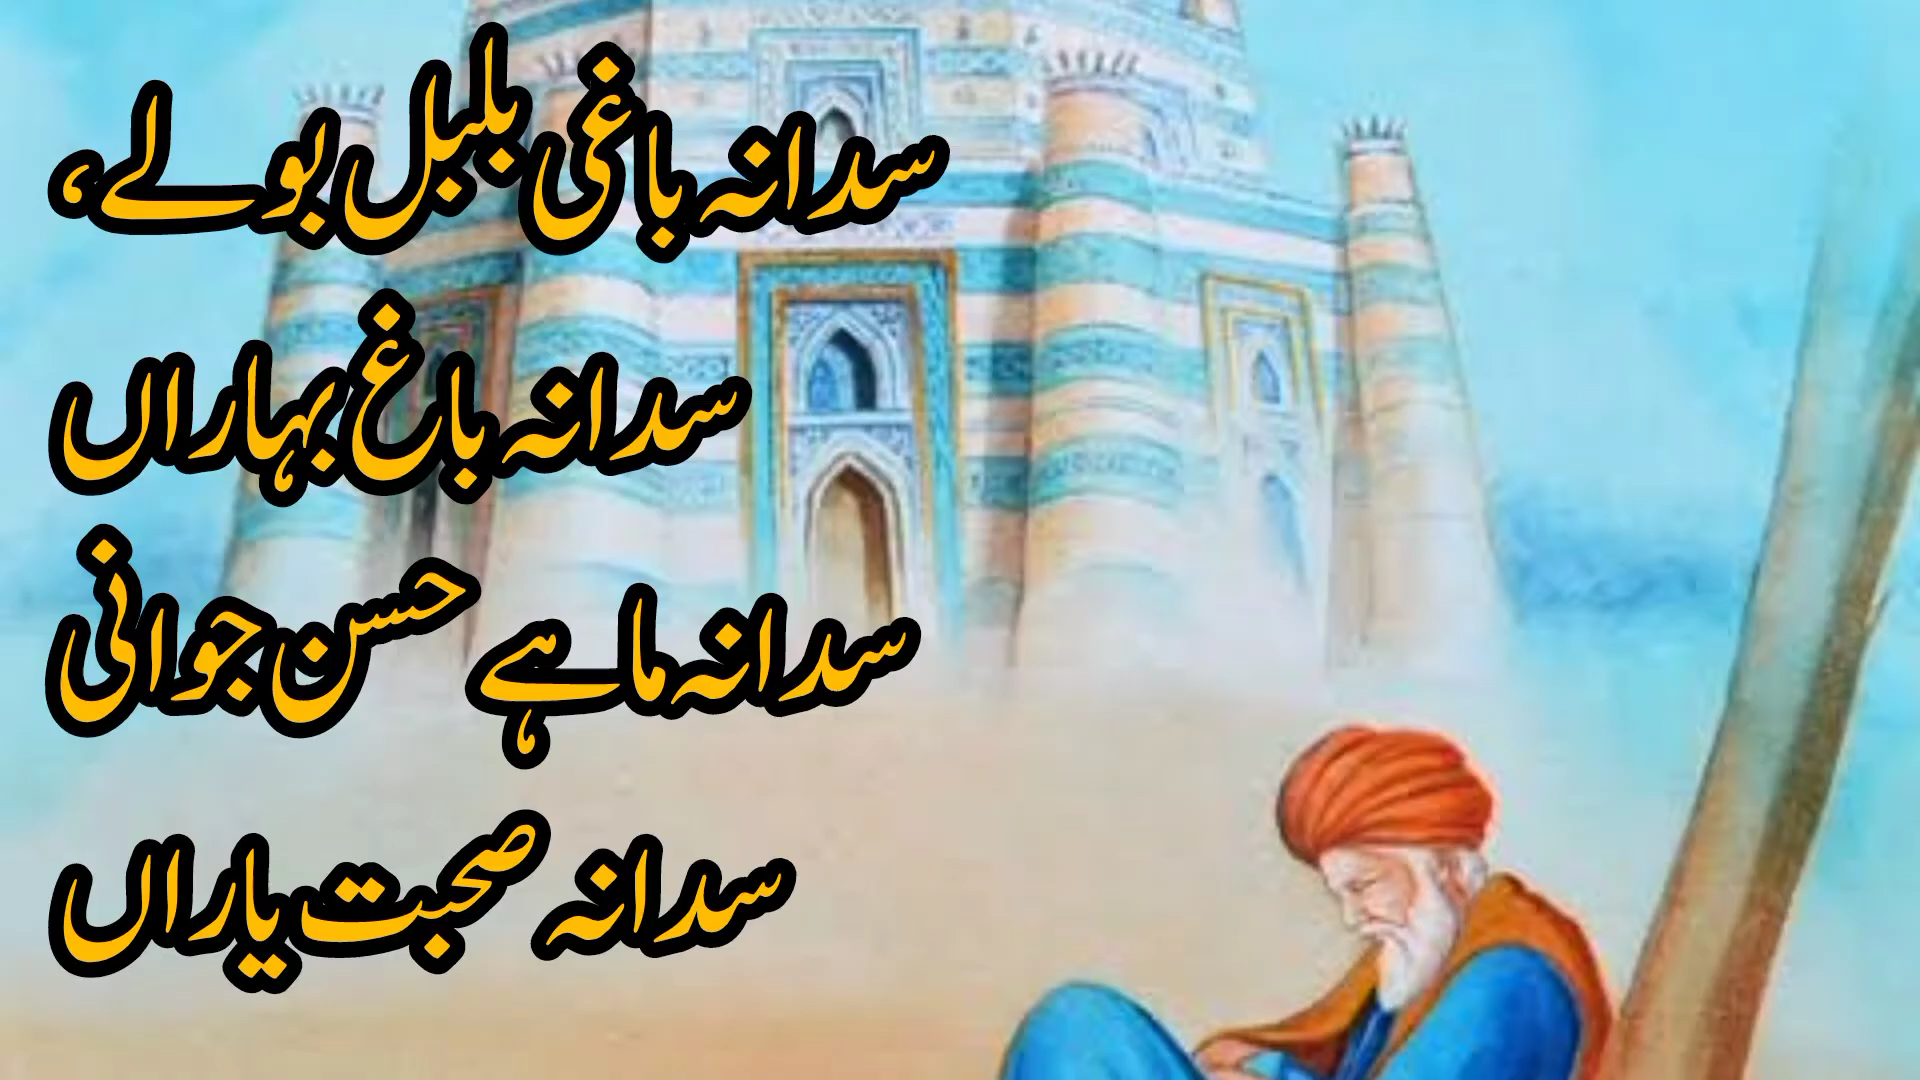 سدا نہ باغی بلبل بولے،
سدا نہ باغ بہاراں
سدا نہ ماہے حسن جوانی
سدا نہ صحبت یاراں